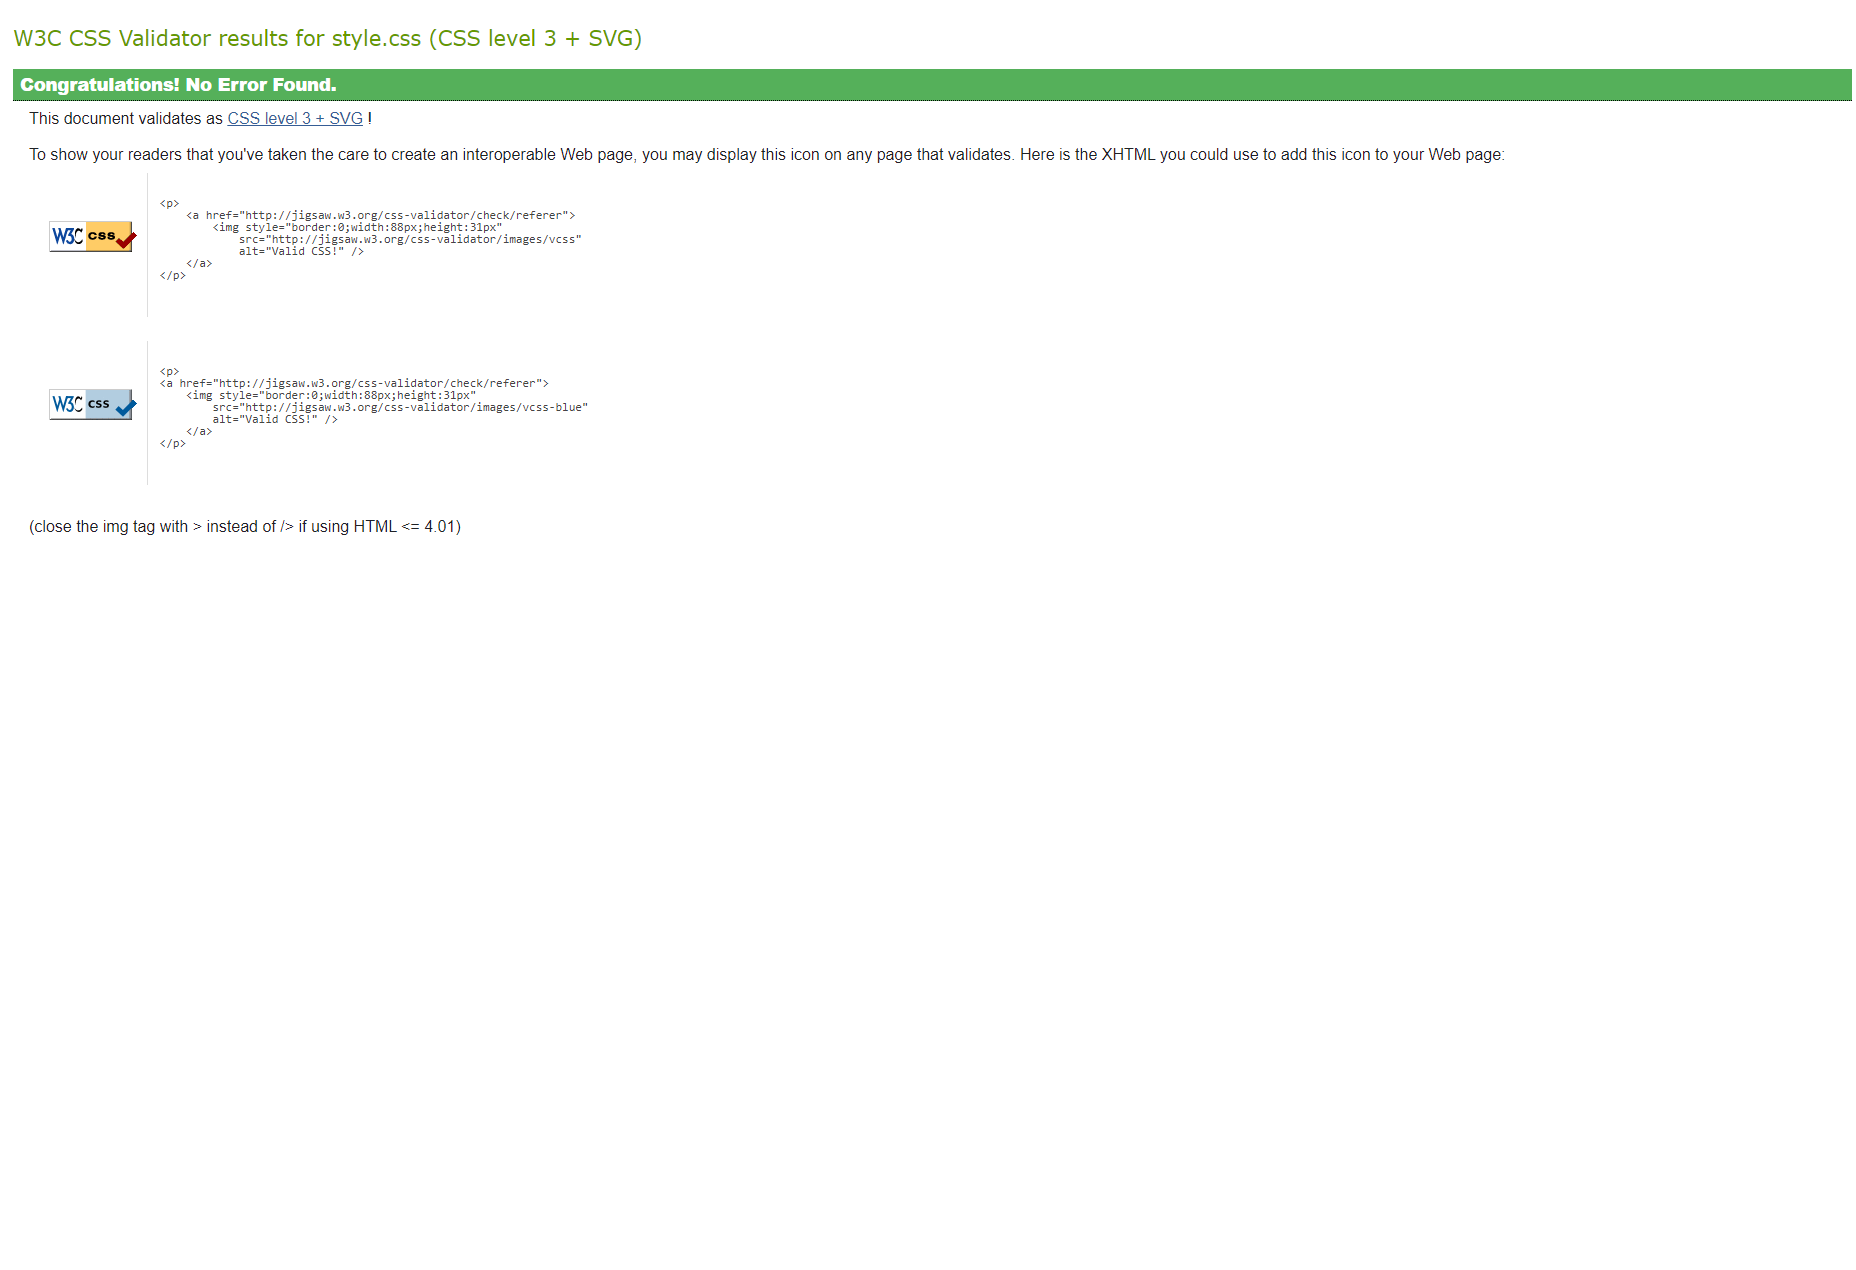 W3C CSS Validator results for style.css (CSS level 3 + SVG)
Congratulations! No Error Found.
This document validates as CSS level 3 + SVG !
To show your readers that you've taken the care to create an interoperable Web page, you may display this icon on any page that validates. Here is the XHTML you could use to add this icon to your Web page:
W3C css
<p>
    <a href="http://jigsaw.w3.org/css-validator/check/referer">
        <img style="border:0;width:88px;height:31px"
            src="http://jigsaw.w3.org/css-validator/images/vcss"
            alt="Valid CSS!" />
    </a>
</p>
W3C css
<p>
<a href="http://jigsaw.w3.org/css-validator/check/referer">
    <img style="border:0;width:88px;height:31px"
        src="http://jigsaw.w3.org/css-validator/images/vcss-blue"
        alt="Valid CSS!" />
    </a>
</p>
(close the img tag with > instead of /> if using HTML <= 4.01)